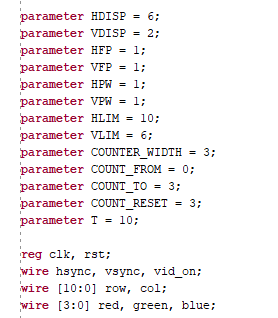 parameter HDISP = 6;
parameter VDISP = 2;
parameter HFP = 1;
parameter VFP = 1;
parameter HPW = 1;
parameter VPW = 1;
parameter HLIM = 10;
parameter VLIM = 6;
parameter COUNTER_WIDTH = 3;
parameter COUNT_FROM = 0;
parameter COUNT_TO = 3;
parameter COUNT_RESET = 3;
parameter T = 10;
reg clk, rst;
wire hsync, vsync, vid_on;
wire [10:0] row, col;
wire [3:0] red, green, blue;